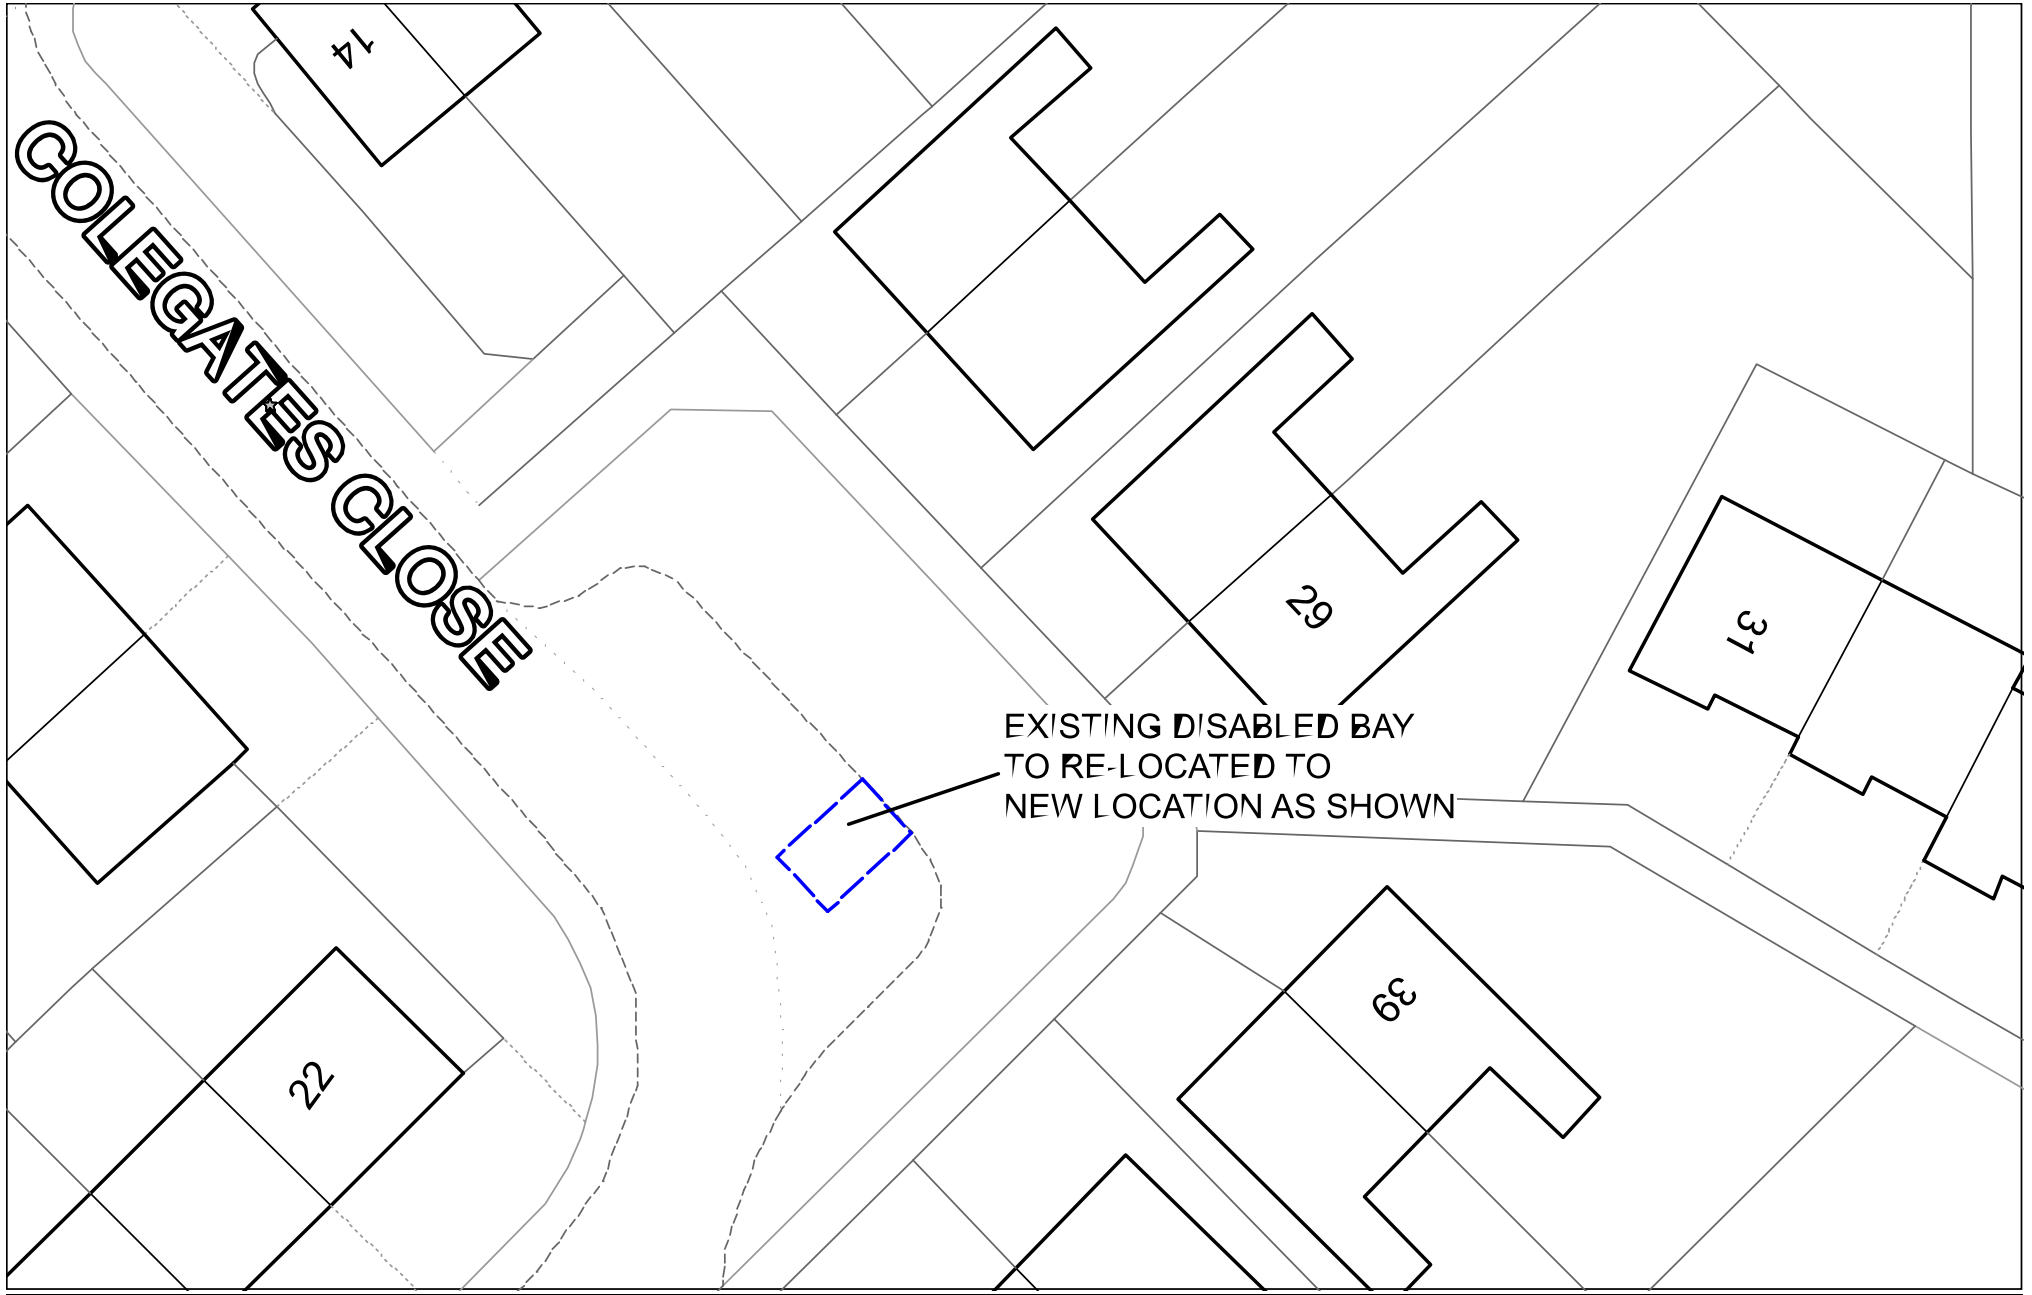 14
COLEGATES CLOSE
29
31
EXISTING DISABLED BAY
TO RE-LOCATED TO
NEW LOCATION AS SHOWN
39
22